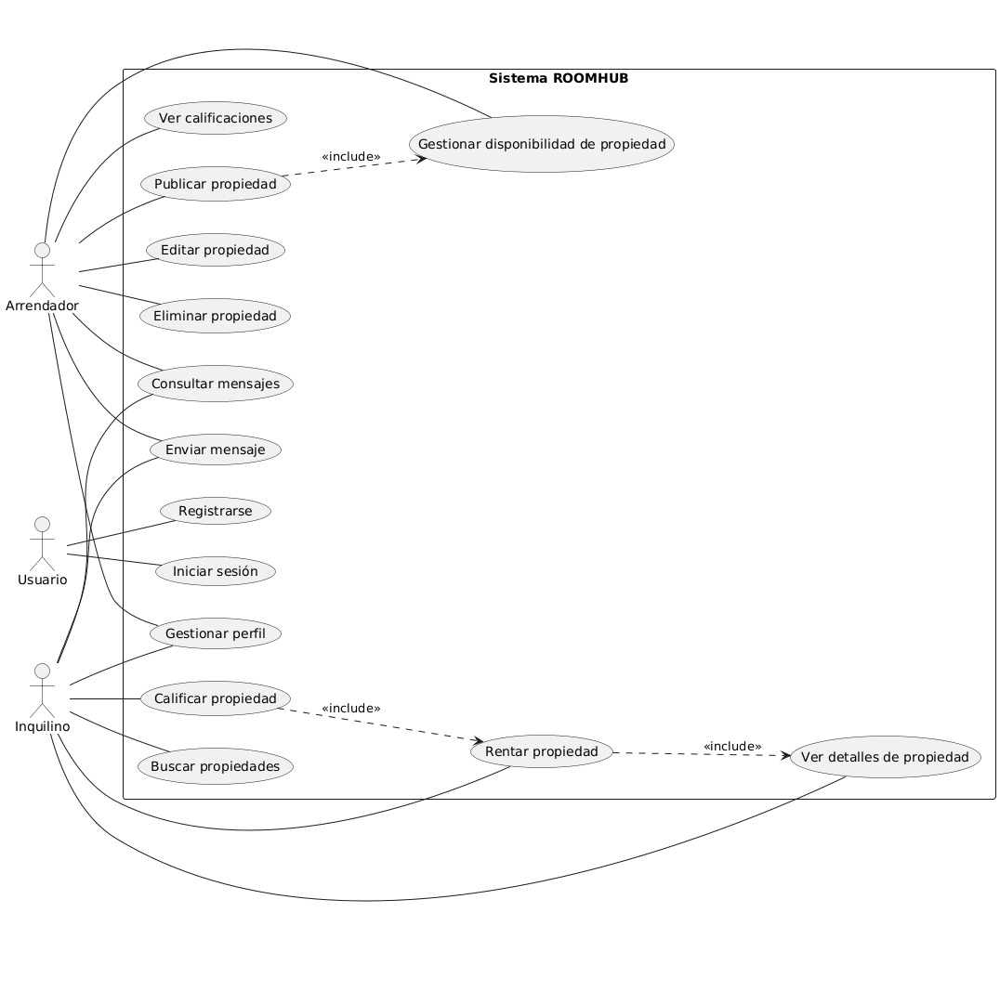 Sistema ROOMHUB
Ver calificaciones
Gestionar disponibilidad de propiedad
«include»
Publicar propiedad
Editar propiedad
Arrendador
Eliminar propiedad
Consultar mensajes
Enviar mensaje
Registrarse
Usuario
Iniciar sesión
Gestionar perfil
Inquilino
Calificar propiedad
«include»
Rentar propiedad
«include»
Ver detalles de propiedad
Buscar propiedades